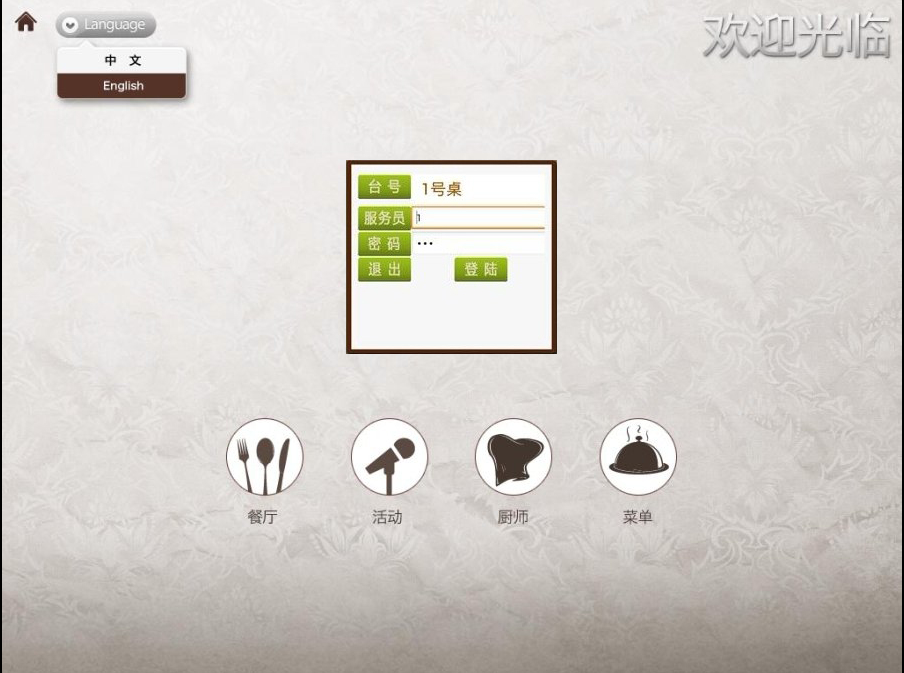 Language
欢迎光临
中 文
English
台 号 1号桌
服务员 1
密 码 •••
退 出 登 陆
餐厅 活动 厨师 菜单